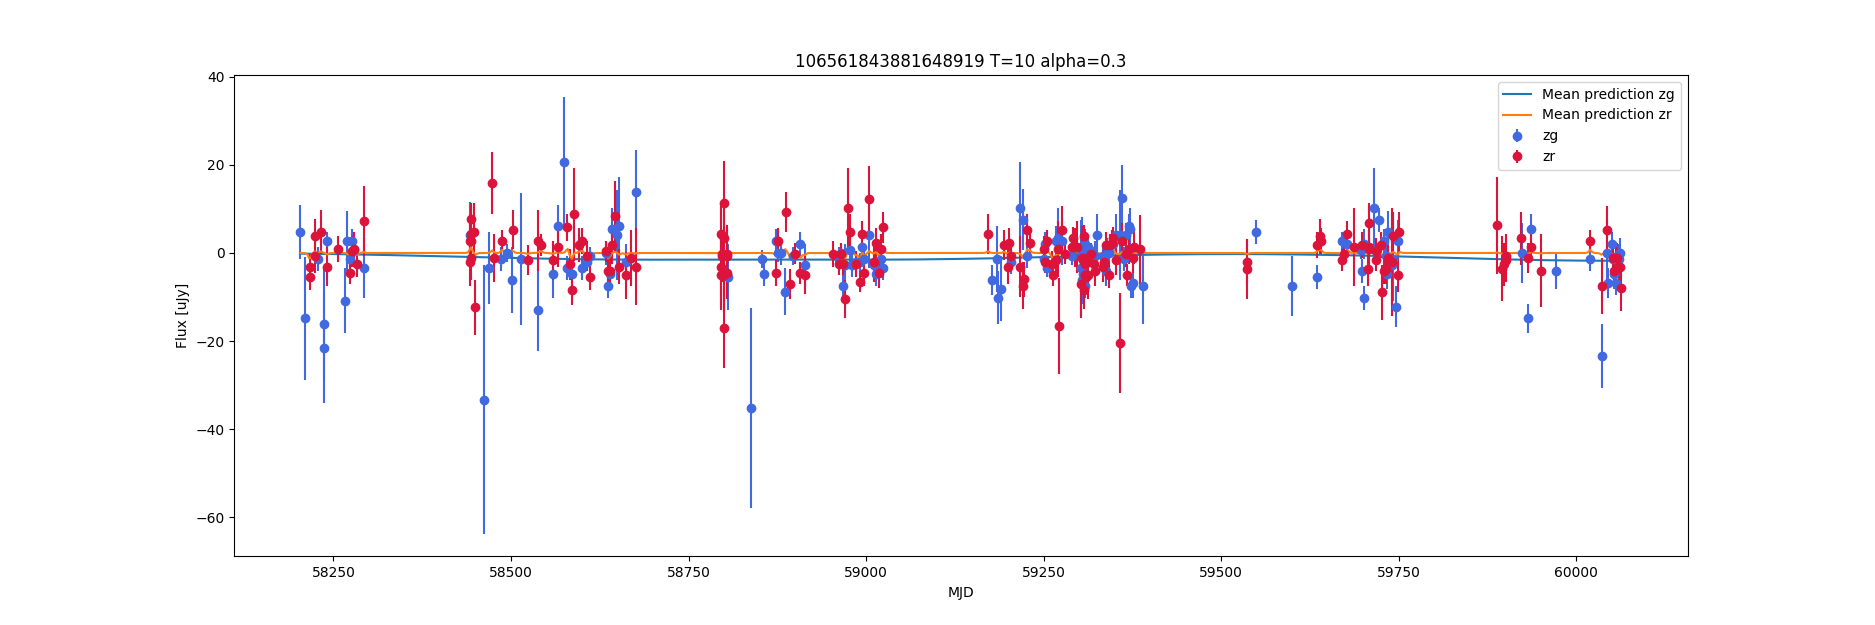 106561843881648919 T=10 alpha=0.3
Mean prediction zg
Mean prediction zr
zg
zr
40
20
0
−20
−40
−60
Flux [uJy]
58250 58500 58750 59000 59250 59500 59750 60000
MJD